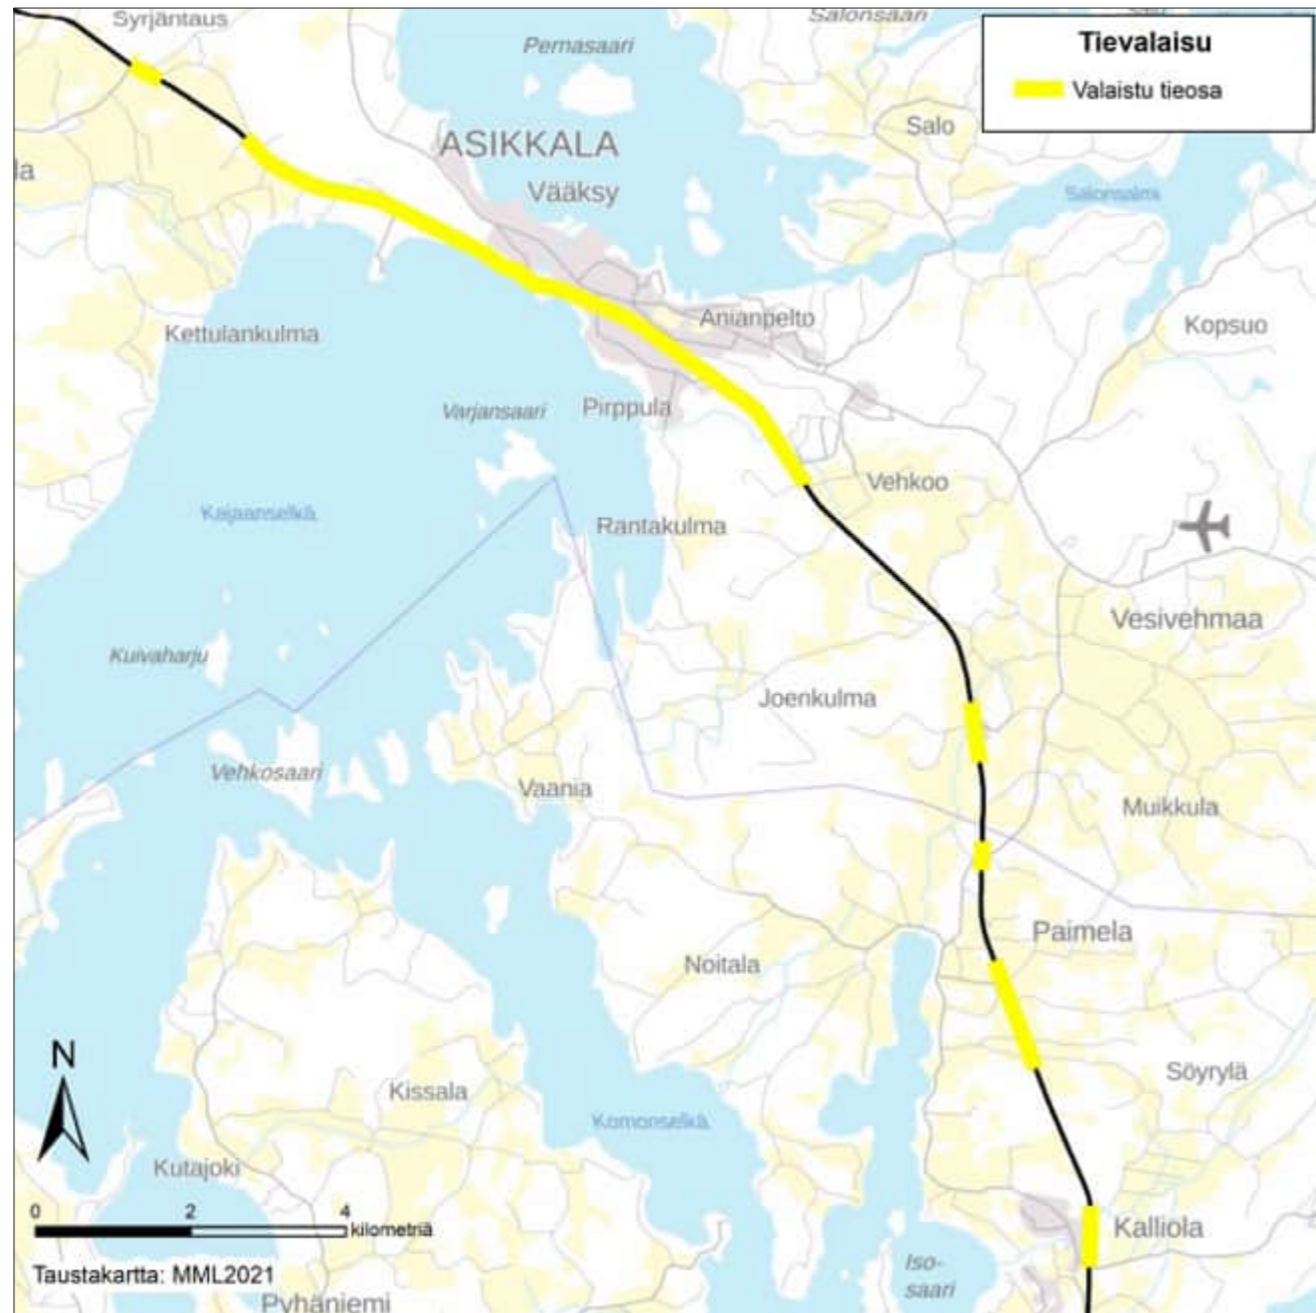 Syrjäntaus
Salonsaari
Pernasaari
Tievalaisu
Valaistu tieosa
ASIKKALA
Salo
la
Vääksy
Salonsalmi
Anianpelto
Kopsuo
Kettulankulma
Varjansaari
Pirppula
Vehkoo
Kajaanselkä
Rantakulma
Vesivehmaa
Kuivaharju
Joenkulma
Vehkosaari
Vaania
Muikkula
Paimela
Noitala
N
Söyrylä
Kissala
Komonselkä
Kutajoki
0 2 4
kilometriä
Kalliola
Iso-
saari
Taustakartta: MML2021
Pyhäniemi